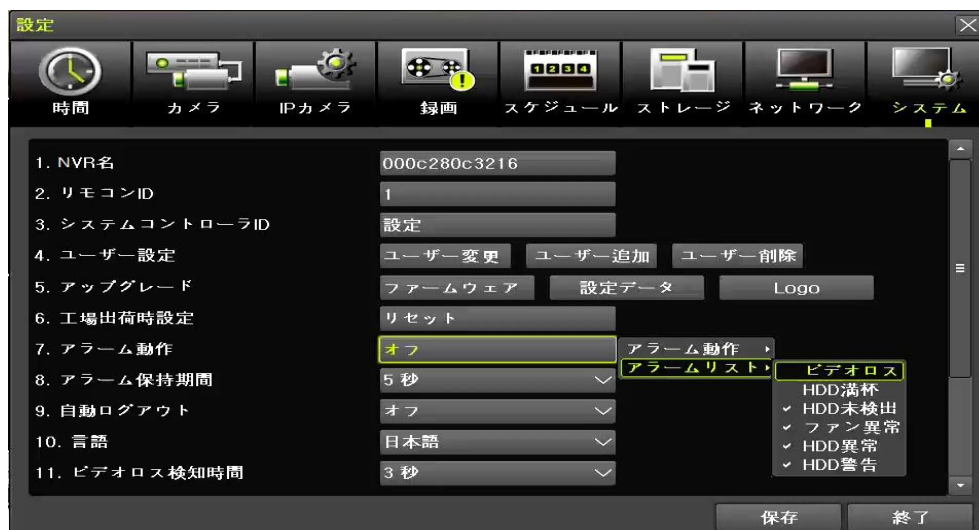 設定
時間 カメラ IPカメラ 録画 スケジュール ストレージ ネットワーク システム
1. NVR名 000c280c3216
2. リモコンID 1
3. システムコントローラID 設定
4. ユーザー設定 ユーザー変更 ユーザー追加 ユーザー削除
5. アップグレード ファームウェア 設定データ Logo
6. 工場出荷時設定 リセット
7. アラーム動作 オフ アラーム動作
アラームリスト ビデオロス
8. アラーム保持期間 5 秒 HDD満杯
9. 自動ログアウト オフ HDD未検出
ファン異常
10. 言語 日本語 HDD異常
11. ビデオロス検知時間 3 秒 HDD警告
保存 終了